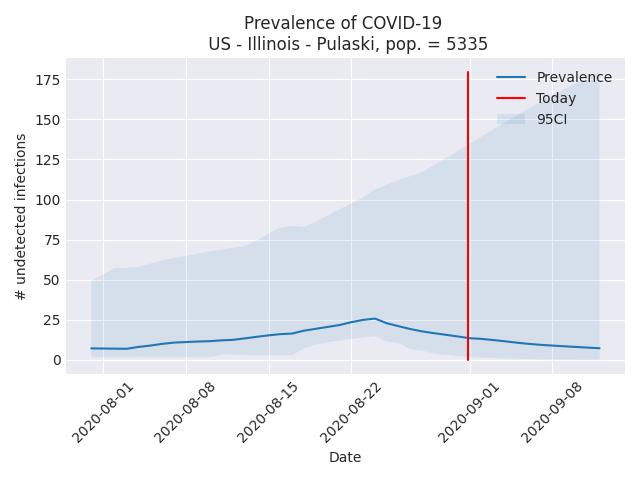 Prevalence of COVID-19
US - Illinois - Pulaski, pop. = 5335
# undetected infections
175
150
125
100
75
50
25
0
Prevalence
Today
95CI
2020-08-01
2020-08-08
2020-08-15
2020-08-22
2020-09-01
2020-09-08
Date